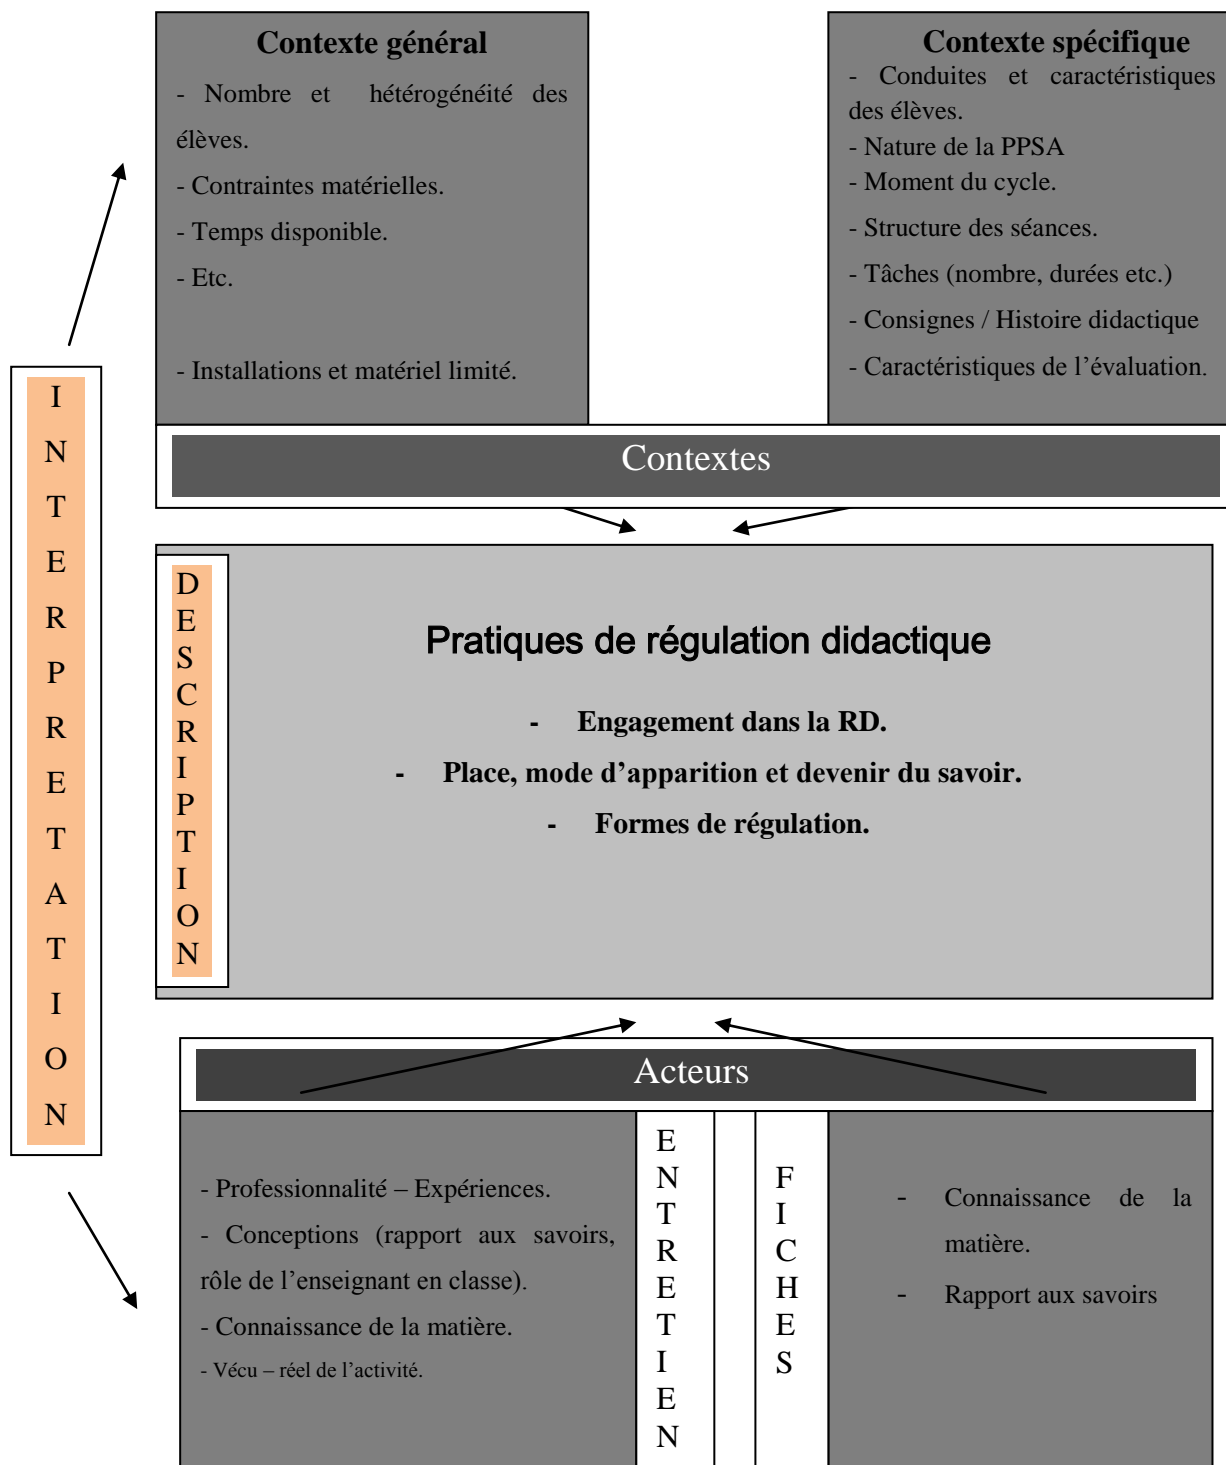 Contexte général
- Nombre et hétérogénéité des
élèves.
- Contraintes matérielles.
- Temps disponible.
- Etc.
- Installations et matériel limité.
Contexte spécifique
- Conduites et caractéristiques
des élèves.
- Nature de la PPSA
- Moment du cycle.
- Structure des séances.
- Tâches (nombre, durées etc.)
- Consignes / Histoire didactique
- Caractéristiques de l’évaluation.
Contextes
INTERPRETATION
DESCRIPTION
Pratiques de régulation didactique
- Engagement dans la RD.
- Place, mode d’apparition et devenir du savoir.
- Formes de régulation.
Acteurs
- Professionnalité – Expériences.
- Conceptions (rapport aux savoirs,
rôle de l’enseignant en classe).
- Connaissance de la matière.
- Vécu – réel de l’activité.
ENTRETIEN
FICHES
- Connaissance de la
matière.
- Rapport aux savoirs